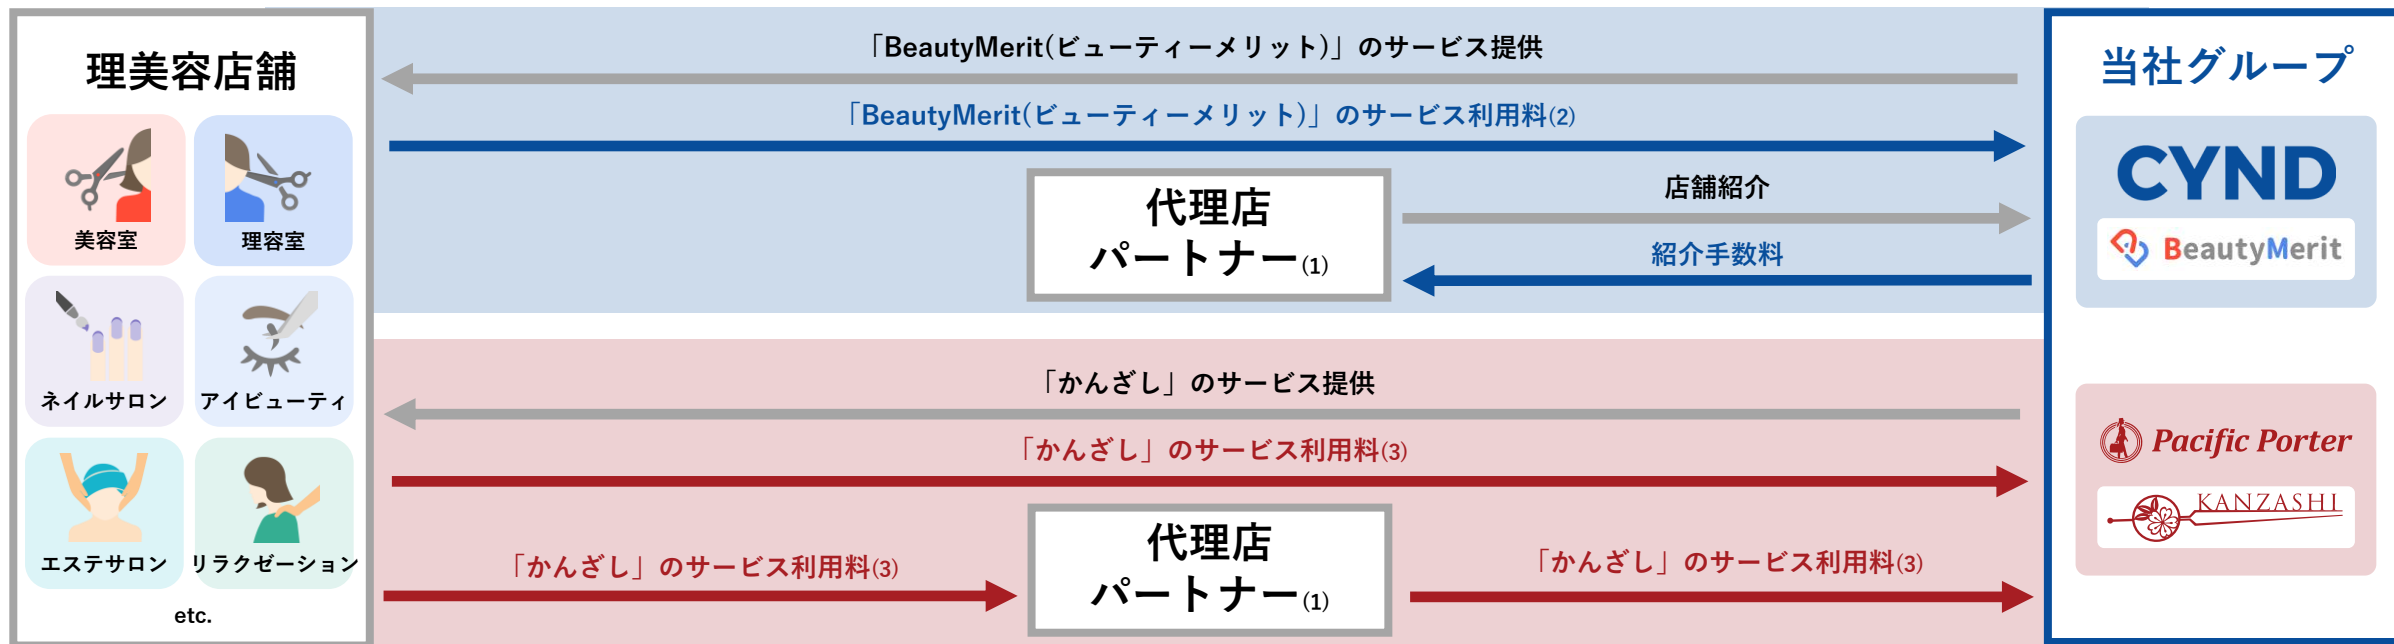 理美容店舗
美容室
理容室
ネイルサロン
アイビューティ
エステサロン
リラクゼーション
etc.
「BeautyMerit(ビューティーメリット)」のサービス提供
「BeautyMerit(ビューティーメリット)」のサービス利用料(2)
代理店
パートナー(1)
店舗紹介
紹介手数料
「かんざし」のサービス提供
「かんざし」のサービス利用料(3)
「かんざし」のサービス利用料(3)
代理店
パートナー(1)
「かんざし」のサービス利用料(3)
当社グループ
CYND
BeautyMerit
Pacific Porter
KANZASHI